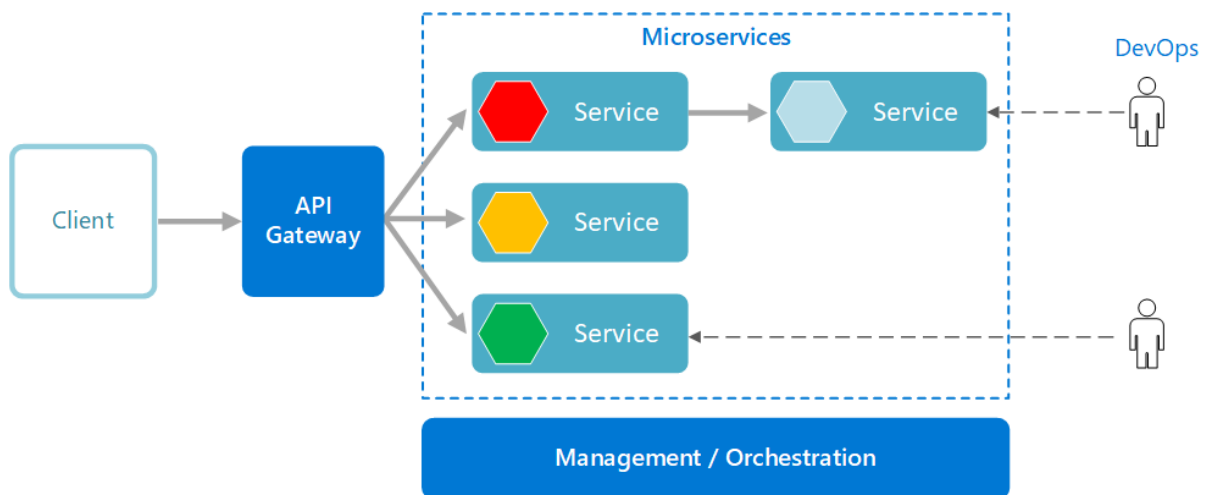 Microservices
DevOps
Service
Service
Client
API
Gateway
Service
Service
Management / Orchestration